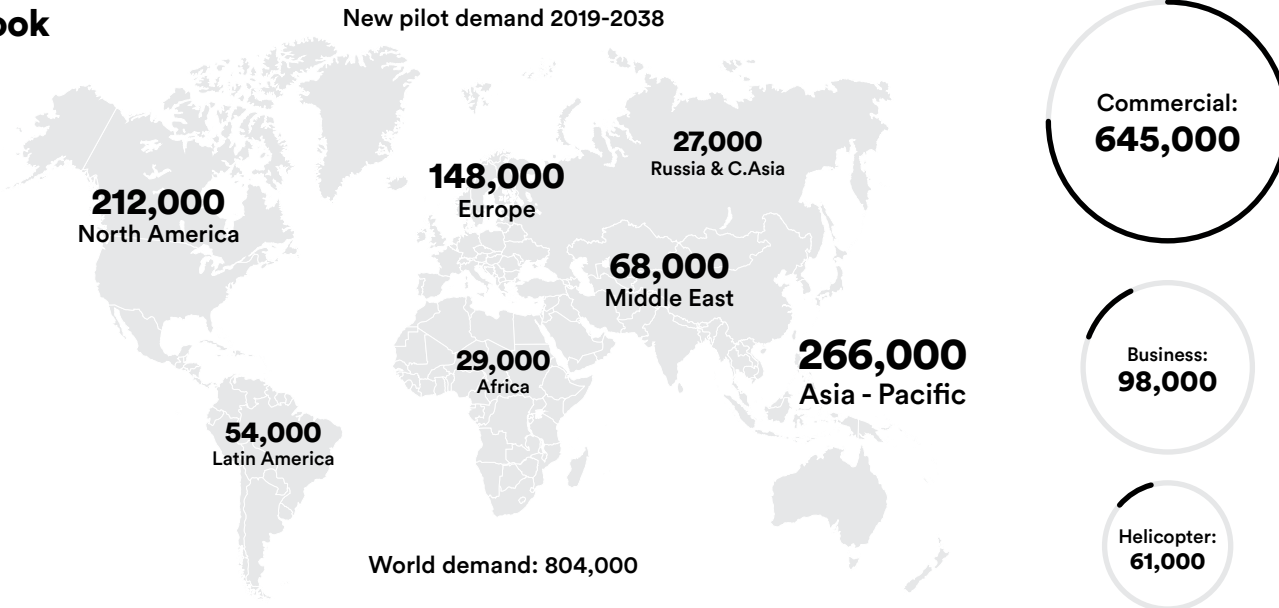 ook
New pilot demand 2019-2038
27,000
Russia & C.Asia
148,000
Europe
212,000
North America
68,000
Middle East
266,000
Asia - Pacific
29,000
Africa
54,000
Latin America
World demand: 804,000
Commercial:
645,000
Business:
98,000
Helicopter:
61,000